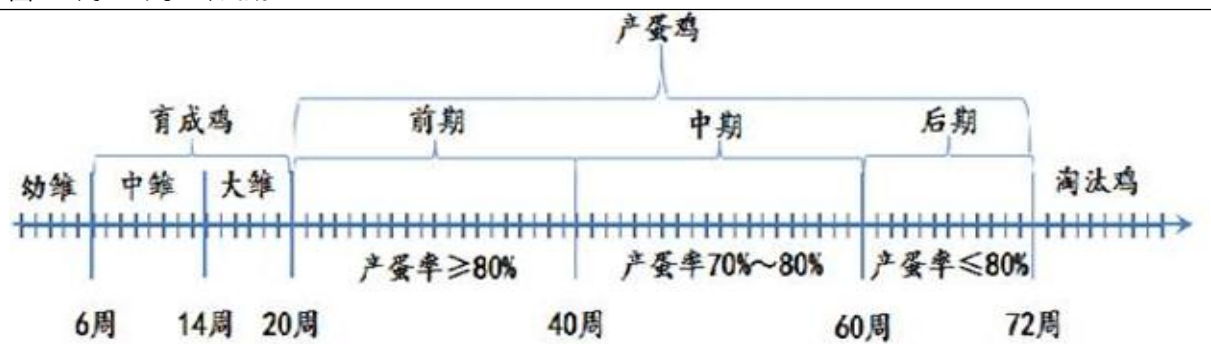 产蛋鸡
育成鸡 前期 中期 后期
幼雏 中雏 大雏 淘汰鸡
产蛋率≥80% 产蛋率70%~80% 产蛋率≤80%
6周 14周 20周 40周 60周 72周